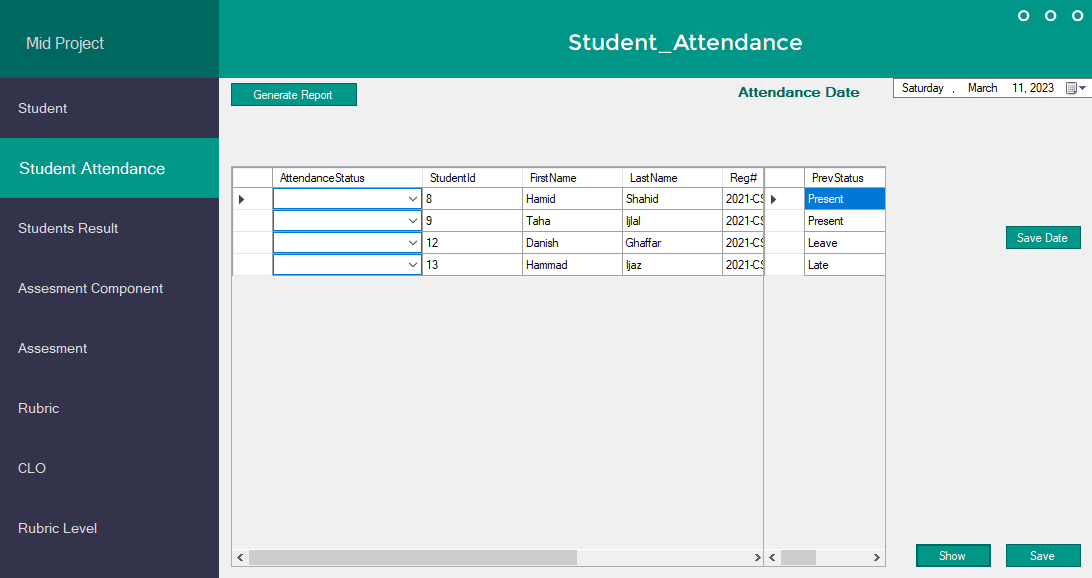 Mid Project
Student_Attendance
Student
Student Attendance
Students Result
Assesment Component
Assesment
Rubric
CLO
Rubric Level
Generate Report
Attendance Date
Saturday , March 11, 2023
AttendanceStatus StudentId FirstName LastName Reg# PrevStatus
8 Hamid Shahid 2021-CS Present
9 Taha Ijlal 2021-CS Present
12 Danish Ghaffar 2021-CS Leave
13 Hammad Ijaz 2021-CS Late
Save Date
Show
Save